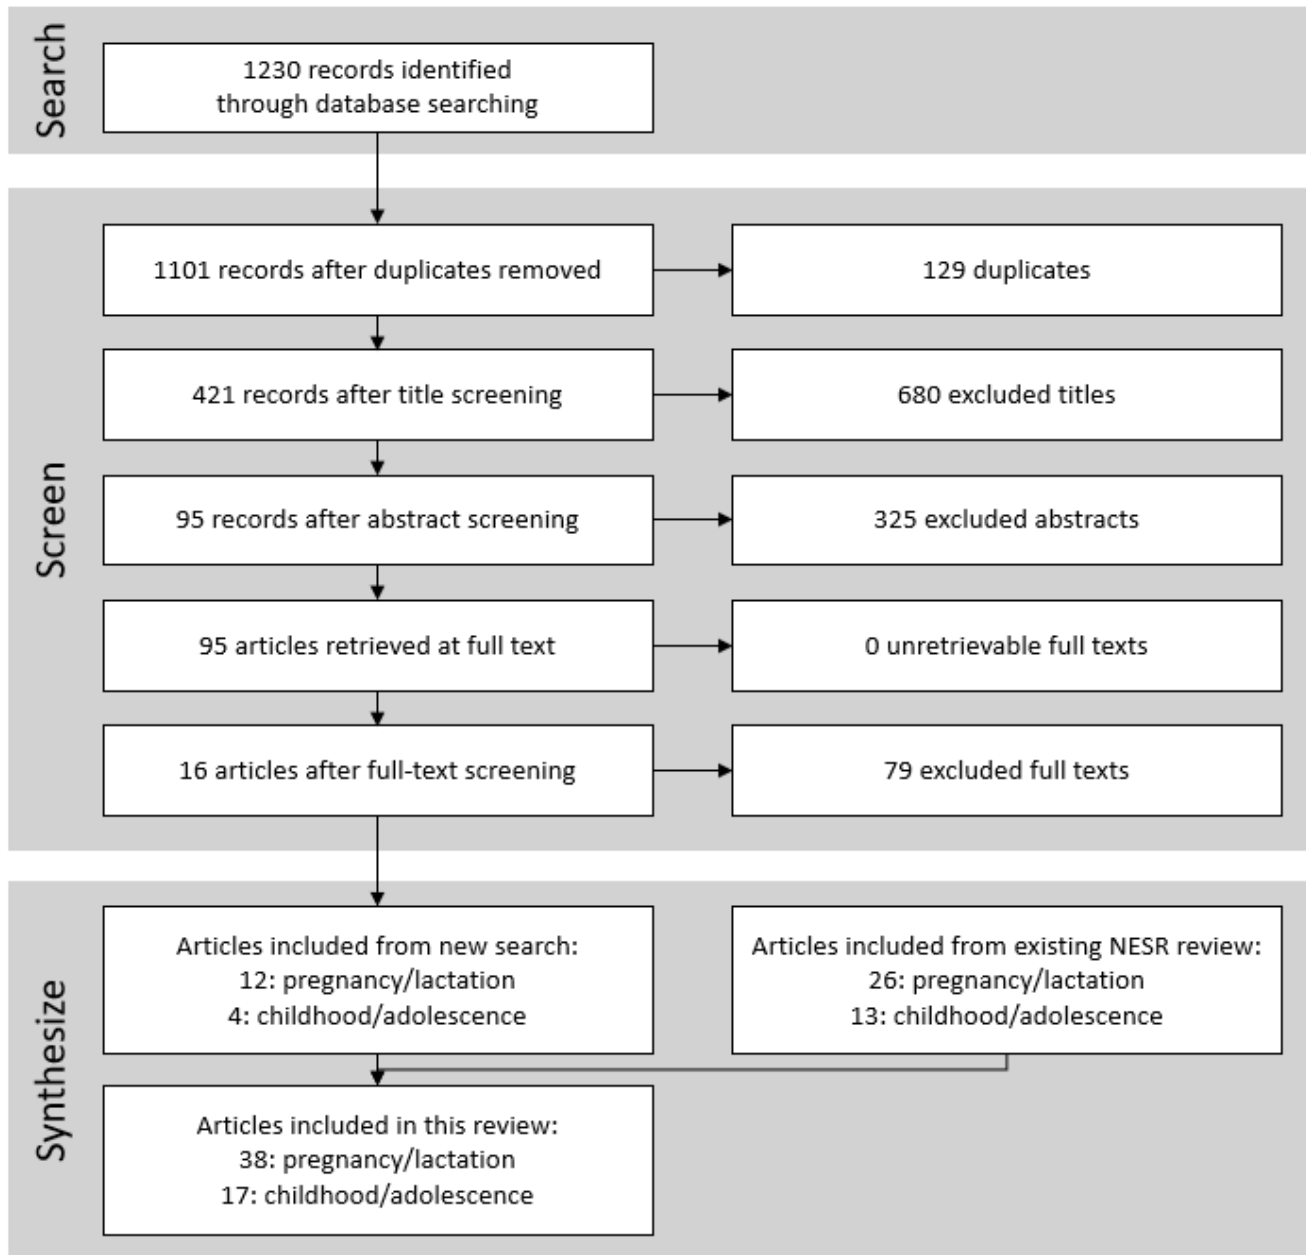 Search
1230 records identified
through database searching
Screen
1101 records after duplicates removed
129 duplicates
421 records after title screening
680 excluded titles
95 records after abstract screening
325 excluded abstracts
95 articles retrieved at full text
0 unretrievable full texts
16 articles after full-text screening
79 excluded full texts
Synthesize
Articles included from new search:
12: pregnancy/lactation
4: childhood/adolescence
Articles included from existing NESR review:
26: pregnancy/lactation
13: childhood/adolescence
Articles included in this review:
38: pregnancy/lactation
17: childhood/adolescence